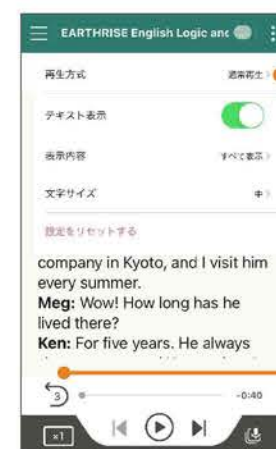 EARTHRISE English Logic and
再生方式
通常再生 >
テキスト表示
表示内容
すべて表示 >
文字サイズ
中 >
設定をリセットする
company in Kyoto, and I visit him
every summer.
Meg: Wow! How long has he
lived there?
Ken: For five years. He always
3
-0:40
×1